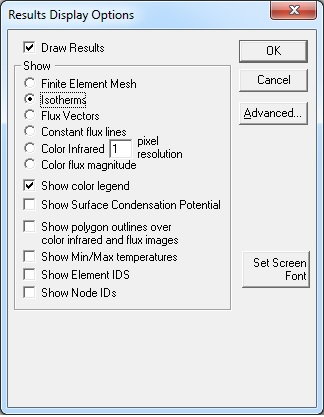 Results Display Options
Draw Results
OK
Show
Cancel
Finite Element Mesh
Isotherms
Advanced...
Flux Vectors
Constant flux lines
Color Infrared 1 pixel
resolution
Color flux magnitude
Show color legend
Show Surface Condensation Potential
Show polygon outlines over
color infrared and flux images
Show Min/Max temperatures
Set Screen
Font
Show Element IDS
Show Node IDs